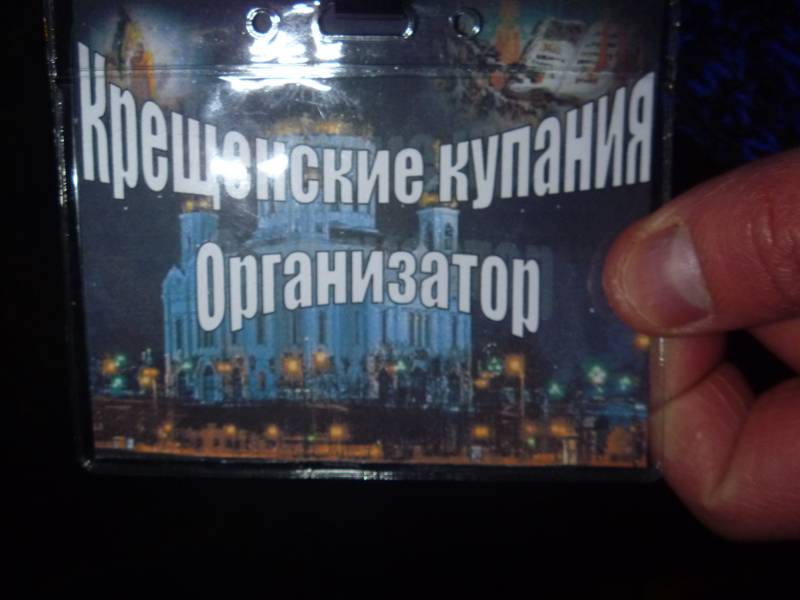 Крещенские купания
Организатор